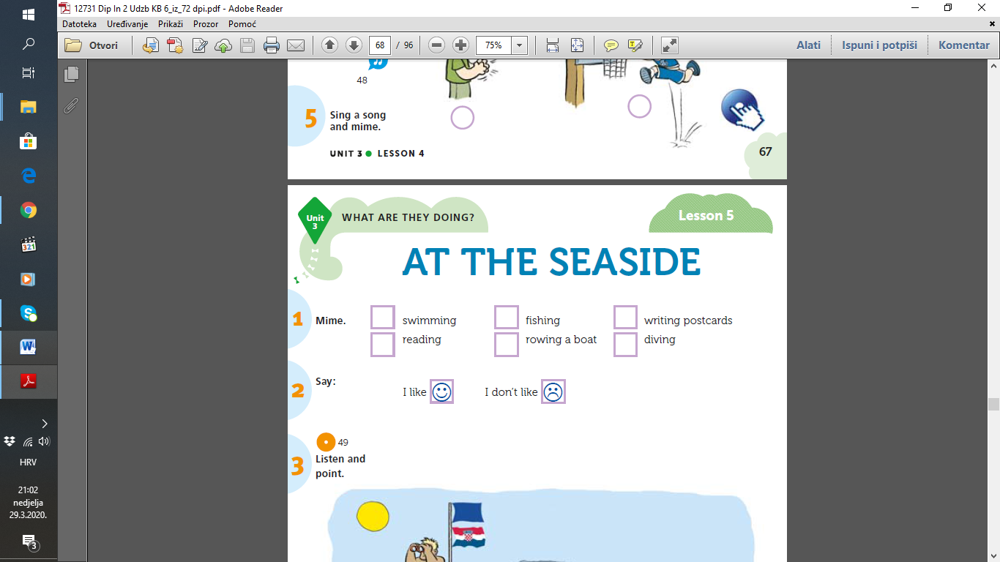 12731 Dip In 2 Udzb KB 6_iz_72 dpi.pdf - Adobe Reader
Datoteka Uređivanje Prikaži Prozor Pomoć
Otvori 68 / 96 75% Alati Ispuni i potpiši Komentar
48
5 Sing a song
and mime.
UNIT 3 LESSON 4
67
Unit
3
WHAT ARE THEY DOING?
Lesson 5
AT THE SEASIDE
1 Mime. swimming fishing writing postcards
reading rowing a boat diving
2 Say:
I like I don't like
49
3 Listen and
point.
321
HRV
21:02
nedjelja
29.3.2020.
3